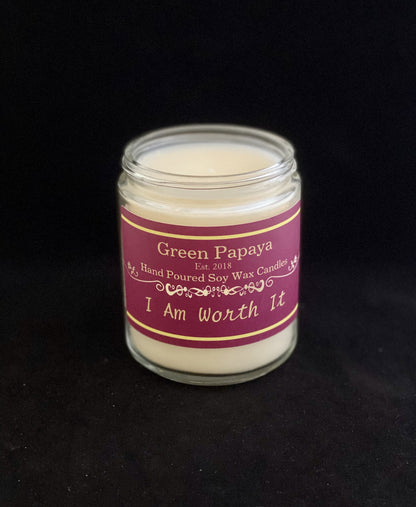 Green Papaya
Est. 2018
Hand Poured Soy Wax Candles
I Am Worth It